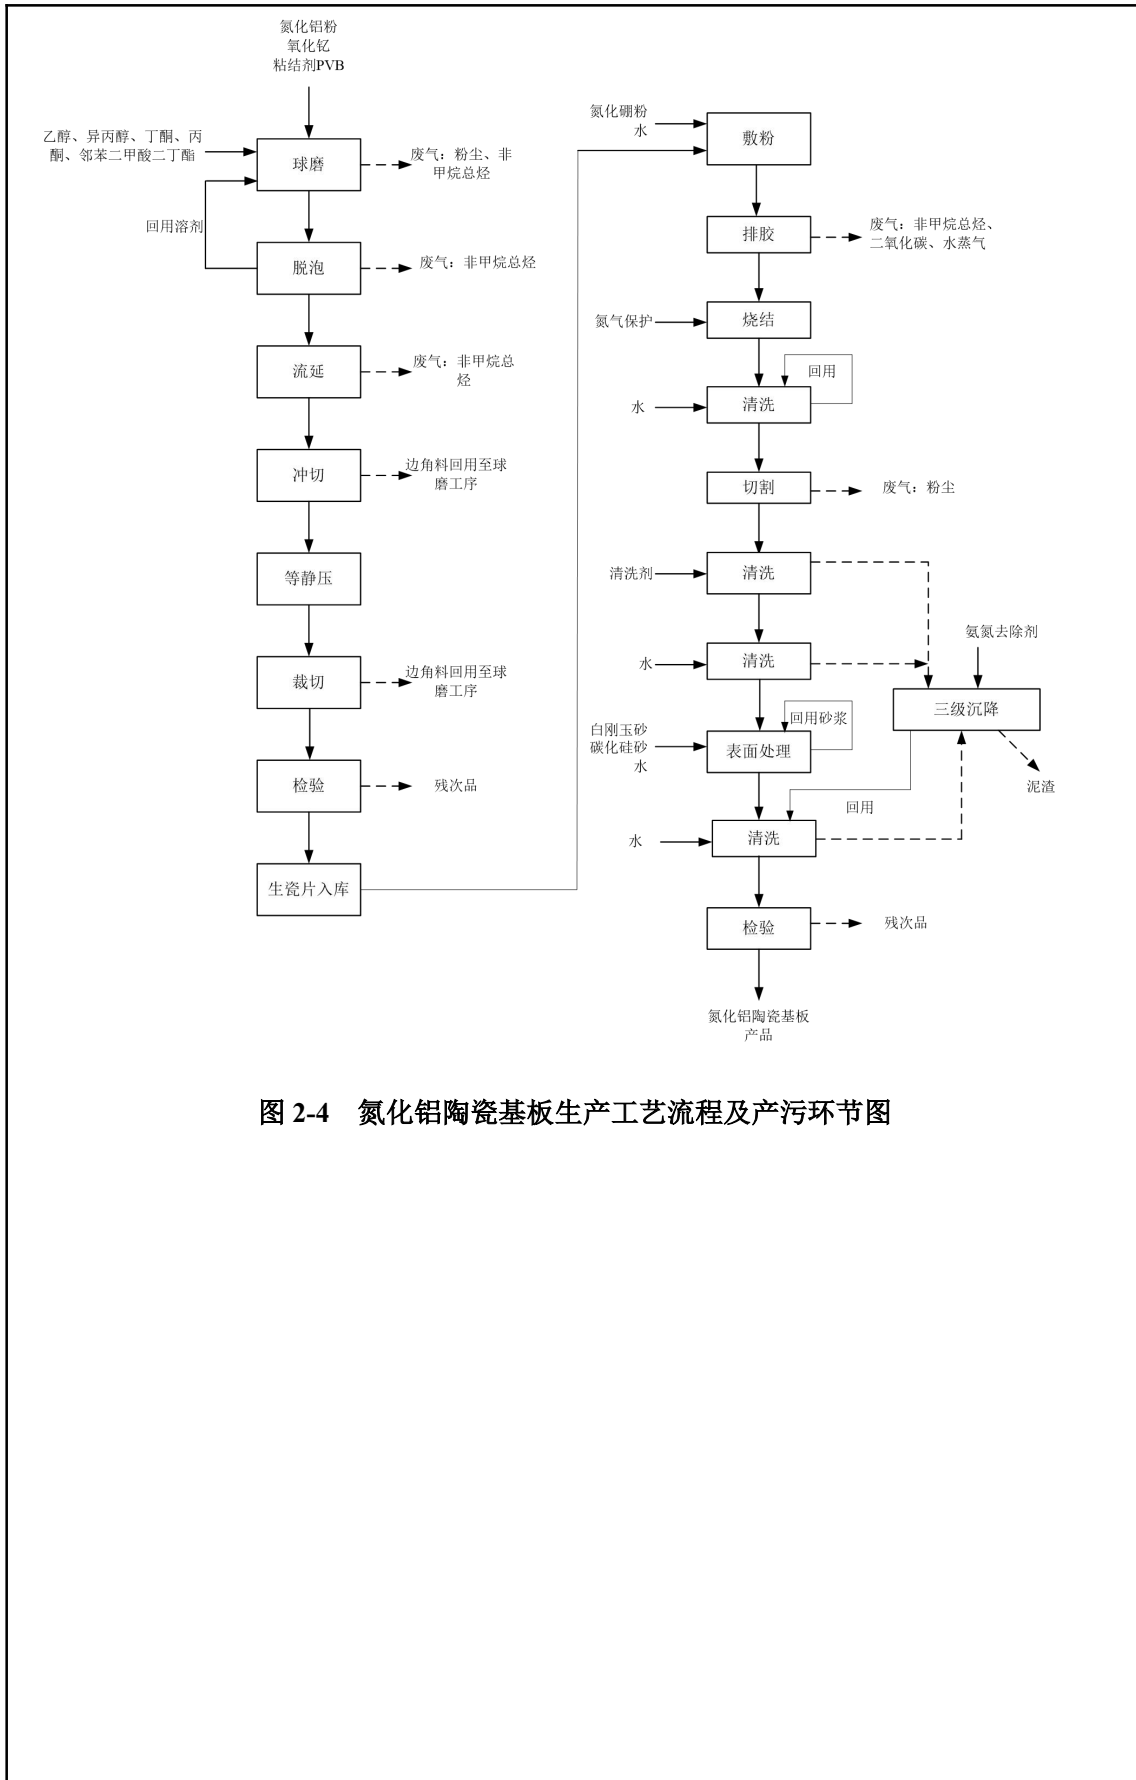 氮化铝粉
氧化钇
粘结剂PVB
乙醇、异丙醇、丁酮、丙
酮、邻苯二甲酸二丁酯
球磨
废气：粉尘、非
甲烷总烃
回用溶剂
脱泡
废气：非甲烷总烃
流延
废气：非甲烷总
烃
冲切
边角料回用至球
磨工序
等静压
裁切
边角料回用至球
磨工序
检验
残次品
生瓷片入库
氮化硼粉
水
敷粉
排胶
废气：非甲烷总烃、
二氧化碳、水蒸气
氮气保护
烧结
回用
水
清洗
切割
废气：粉尘
清洗剂
清洗
水
清洗
氨氮去除剂
三级沉降
泥渣
白刚玉砂
碳化硅砂
水
回用砂浆
表面处理
回用
水
清洗
检验
残次品
氮化铝陶瓷基板
产品
图 2-4 氮化铝陶瓷基板生产工艺流程及产污环节图